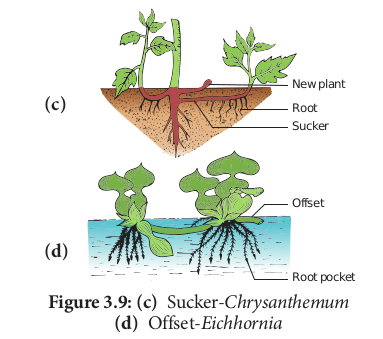 New plant
(c)
Root
Sucker
Offset
(d)
Root pocket
Figure 3.9: (c) Sucker-Chrysanthemum
(d) Offset-Eichhornia